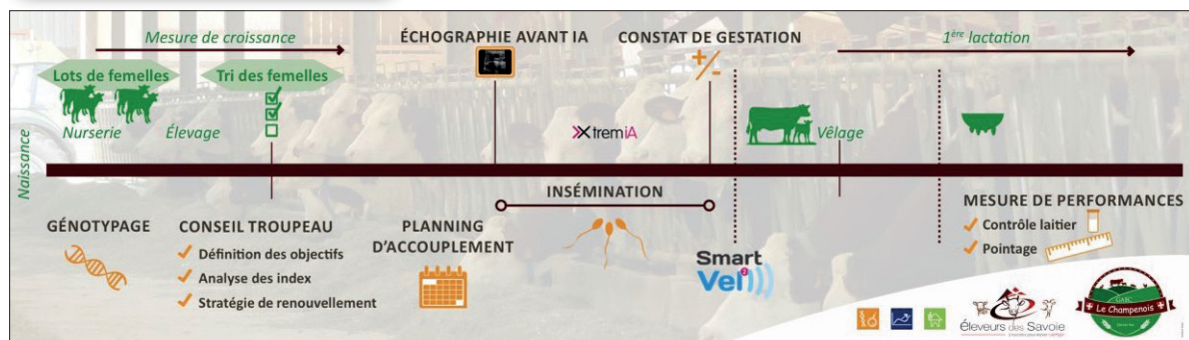 Mesure de croissance
Lots de femelles
Tri des femelles
Nurserie
Élevage
Naissance
ÉCHOGRAPHIE AVANT IA
CONSTAT DE GESTATION
+/-
1ère lactation
XtremiA
Vêlage
GÉNOTYPAGE
CONSEIL TROUPEAU
Définition des objectifs
Analyse des index
Stratégie de renouvellement
PLANNING
D'ACCOUPLEMENT
INSÉMINATION
Smart
Vel
2
MESURE DE PERFORMANCES
Contrôle laitier
Pointage
éleveurs des Savoie
GAEC
Le Champenois